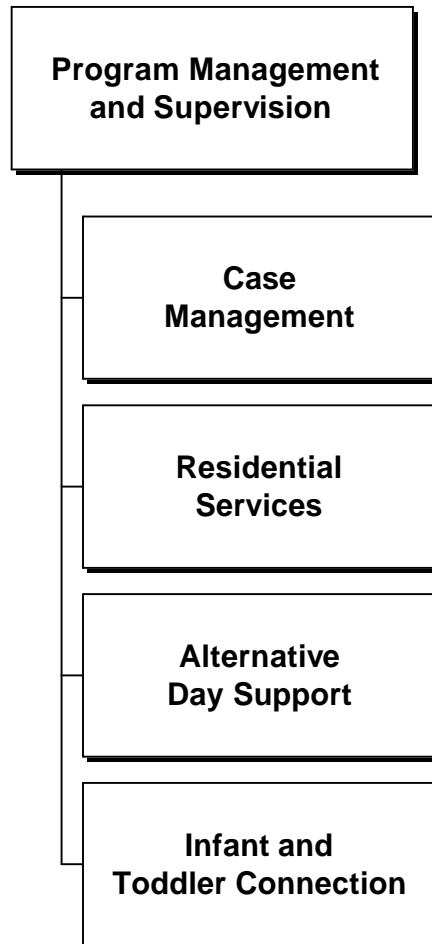 Program Management
and Supervision
Case
Management
Residential
Services
Alternative
Day Support
Infant and
Toddler Connection